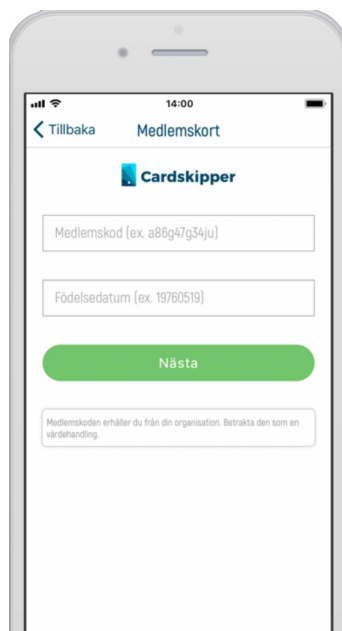 14:00
Tillbaka
Medlemskort
Cardskipper
Medlemskod (ex. a86g47g34ju)
Födelsedatum (ex. 19760519)
Nästa
Medlemskoden erhåller du från din organisation. Betrakta den som en
värdehandling.